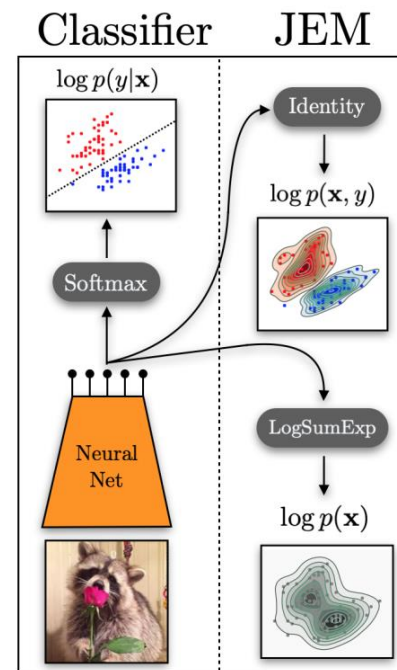 Classifier
JEM
log p(y|x)
Softmax
Neural
Net
Identity
log p(x, y)
LogSumExp
log p(x)